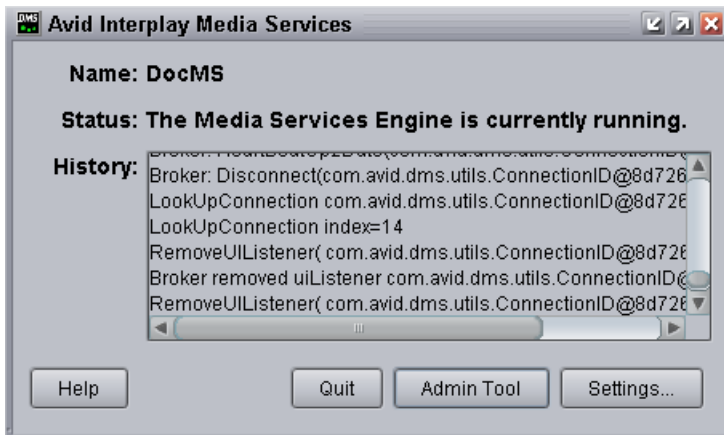 DMS Avid Interplay Media Services
Name: DocMS
Status: The Media Services Engine is currently running.
History:
Broker: Disconnect(com.avid.dms.utils.ConnectionID@8d726
LookUpConnection com.avid.dms.utils.ConnectionID@8d726
LookUpConnection index=14
RemoveUIListener( com.avid.dms.utils.ConnectionID@8d726
Broker removed uiListener com.avid.dms.utils.ConnectionID@
RemoveUIListener( com.avid.dms.utils.ConnectionID@8d726
Help Quit Admin Tool Settings...